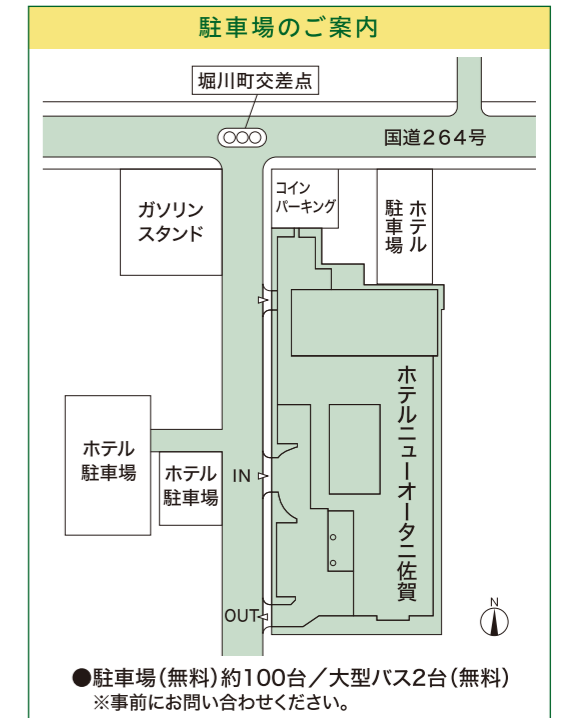 駐車場のご案内
堀川町交差点
国道264号
ガソリン
スタンド
コイン
パーキング
ホテル
駐車場
ホテルニューオータニ佐賀
ホテル
駐車場
ホテル
駐車場
IN
OUT
N
●駐車場(無料)約100台/大型バス2台(無料)
※事前にお問い合わせください。